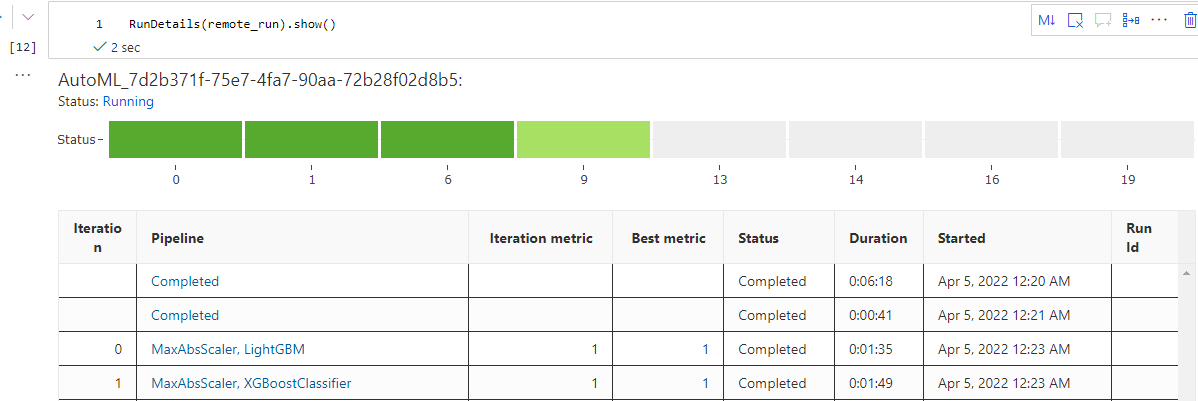 1 RunDetails(remote_run).show()
M↓
[12]
2 sec
AutoML_7d2b371f-75e7-4fa7-90aa-72b28f02d8b5:
Status: Running
Status
0 1 6 9 13 14 16 19
Iteratio
n
Pipeline Iteration metric Best metric Status Duration Started
Run
Id
Completed Completed 0:06:18 Apr 5, 2022 12:20 AM
Completed Completed 0:00:41 Apr 5, 2022 12:21 AM
0 MaxAbsScaler, LightGBM 1 1 Completed 0:01:35 Apr 5, 2022 12:23 AM
1 MaxAbsScaler, XGBoostClassifier 1 1 Completed 0:01:49 Apr 5, 2022 12:23 AM